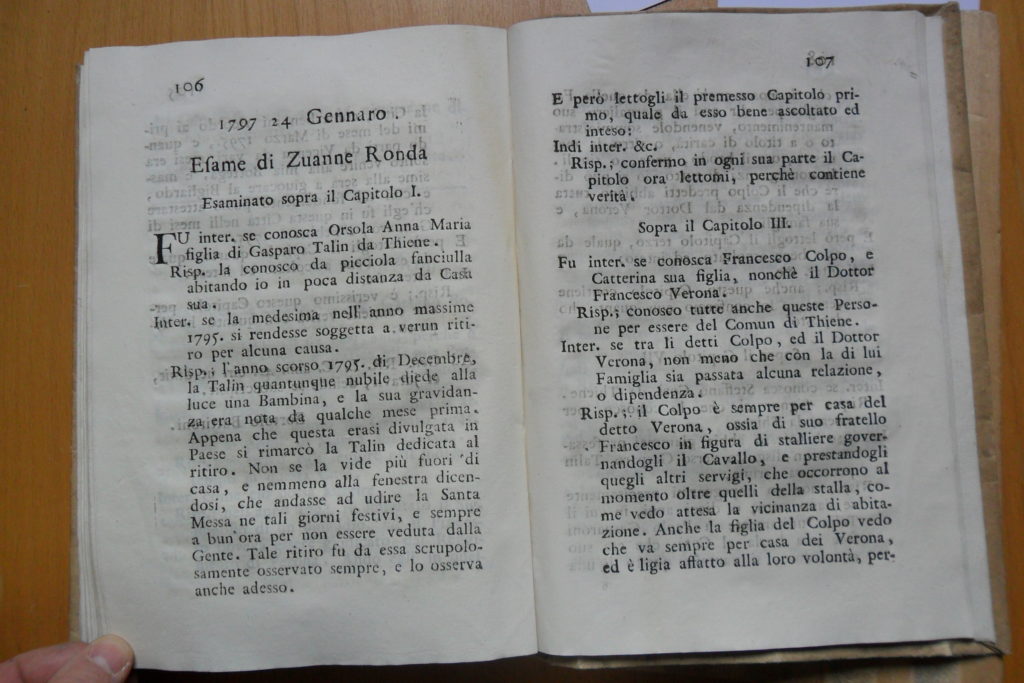 106
1797 24 Gennaro.
Esame di Zuanne Ronda
Esaminato sopra il Capitolo I.
FU inter. se conosca Orsola Anna Maria
figlia di Gasparo Talin da Thiene.
Risp. la conosco da picciola fanciulla
abitando io in poca distanza da Casa
sua.
Inter. se la medesima nell' anno massime
1795. si rendesse soggetta a verun riti-
ro per alcuna causa.
Risp.; l'anno scorso 1795. di Decembre,
la Talin quantunque nubile diede alla
luce una Bambina, e la sua gravidan-
za era nota da qualche mese prima.
Appena che questa erasi divulgata in
Paese si rimarcò la Talin dedicata al
ritiro. Non se la vide più fuori di
casa, e nemmeno alla fenestra dicen-
dosi, che andasse ad udire la Santa
Messa ne tali giorni festivi, e sempre
a bun'ora per non essere veduta dalla
Gente. Tale ritiro fu da essa scrupolo-
samente osservato sempre, e lo osserva
anche adesso.
107
E però lettogli il premesso Capitolo pri-
mo, quale da esso bene ascoltato ed
inteso:
Indi inter. &c.
Risp.; confermo in ogni sua parte il Ca-
pitolo ora lettomi, perchè contiene
verità.
Sopra il Capitolo III.
Fu inter. se conosca Francesco Colpo, e
Catterina sua figlia, nonchè il Dottor
Francesco Verona.
Risp.; conosco tutte anche queste Perso-
ne per essere del Comun di Thiene.
Inter. se tra li detti Colpo, ed il Dottor
Verona, non meno che con la di lui
Famiglia sia passata alcuna relazione,
o dipendenza.
Risp.; il Colpo è sempre per casa del
detto Verona, ossia di suo fratello
Francesco in figura di stalliere gover-
nandogli il Cavallo, e prestandogli
quegli altri servigi, che occorrono al
momento oltre quelli della stalla, co-
me vedo attesa la vicinanza di abita-
zione. Anche la figlia del Colpo vedo
che va sempre per casa dei Verona,
ed è ligia affatto alla loro volontà, per-